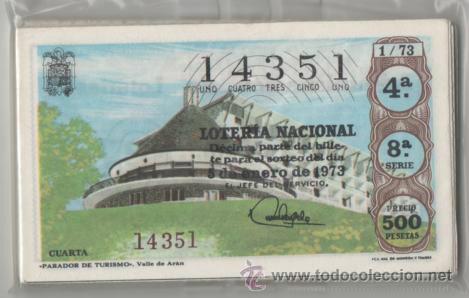 1/73
14351
UNO CUATRO TRES CINCO UNO
4ª.
LOTERIA NACIONAL
Décima parte del bille-
te para el sorteo del día
5 de enero de 1973
EL JEFE DEL SERVICIO,
8ª.
SERIE
PRECIO
500
PESETAS
CUARTA
14351
«PARADOR DE TURISMO». Valle de Arán
F.N.M.T.
www.todocoleccion.net